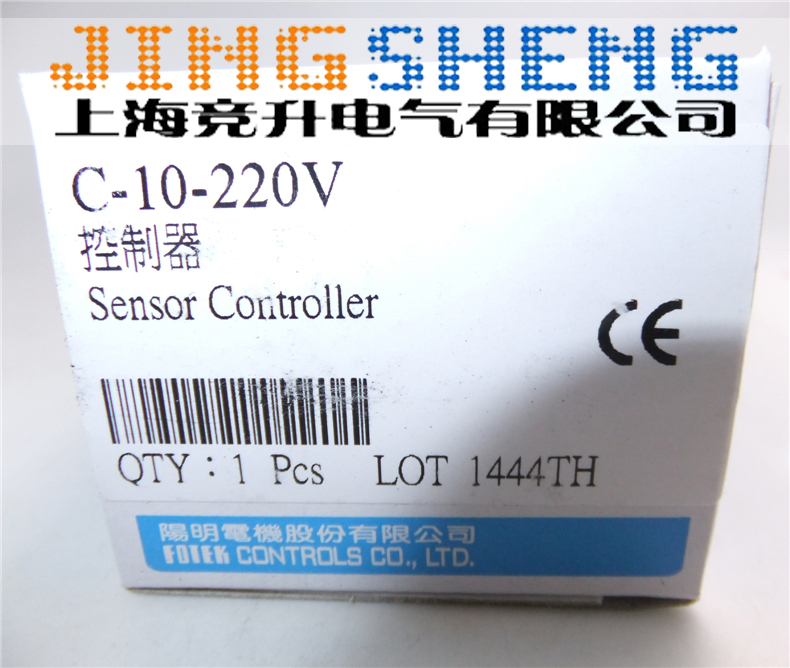 JINGSHENG
上海竞升电气有限公司
C-10-220V
控制器
Sensor Controller
CE
QTY : 1 Pcs LOT 1444TH
陽明電機股份有限公司
FOTEK CONTROLS CO., LTD.